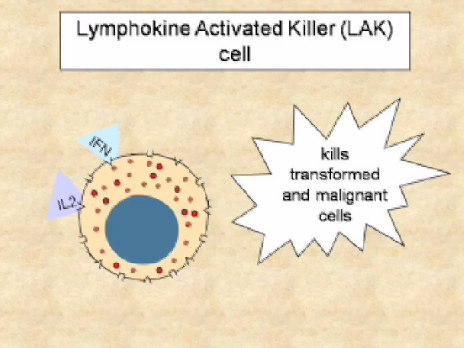 Lymphokine Activated Killer (LAK)
cell
IFN
IL2
kills
transformed
and malignant
cells